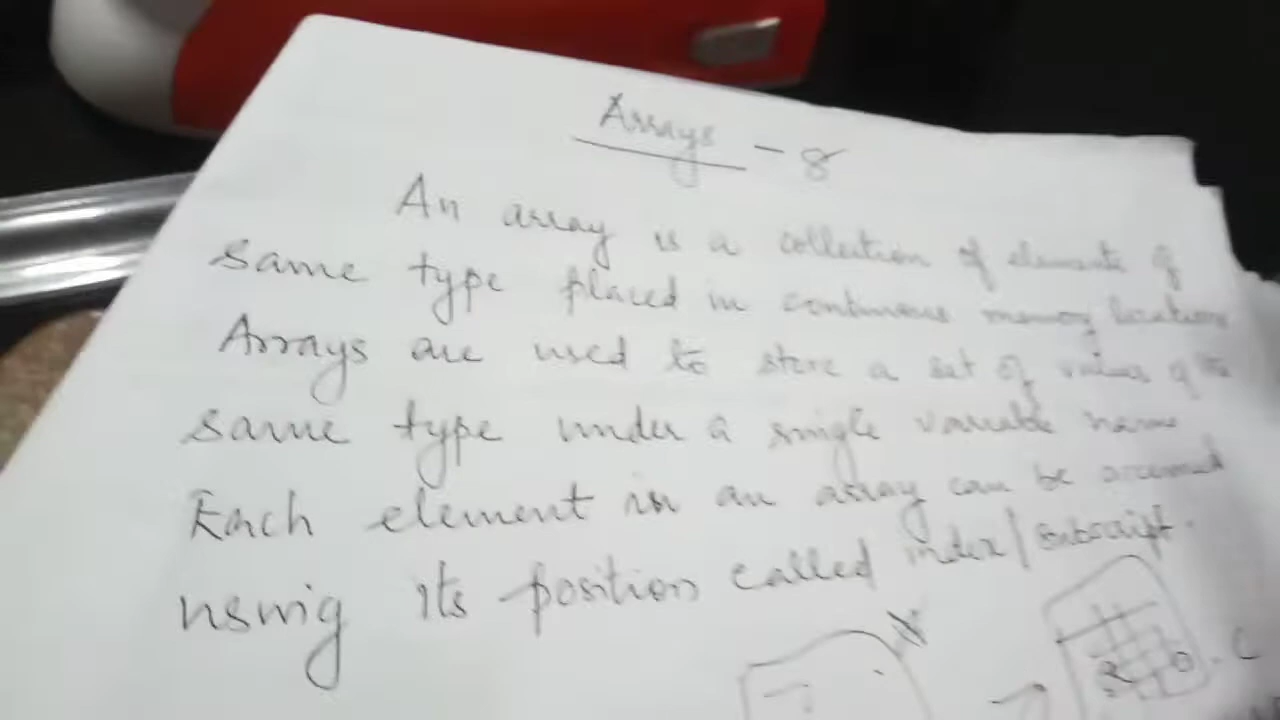 Arrays - 8
An array is a collection of elements of
same type placed in continuous memory locations
Arrays are used to store a set of values of the
same type under a single variable name
Each element in an array can be accessed
using its position called index/subscript.